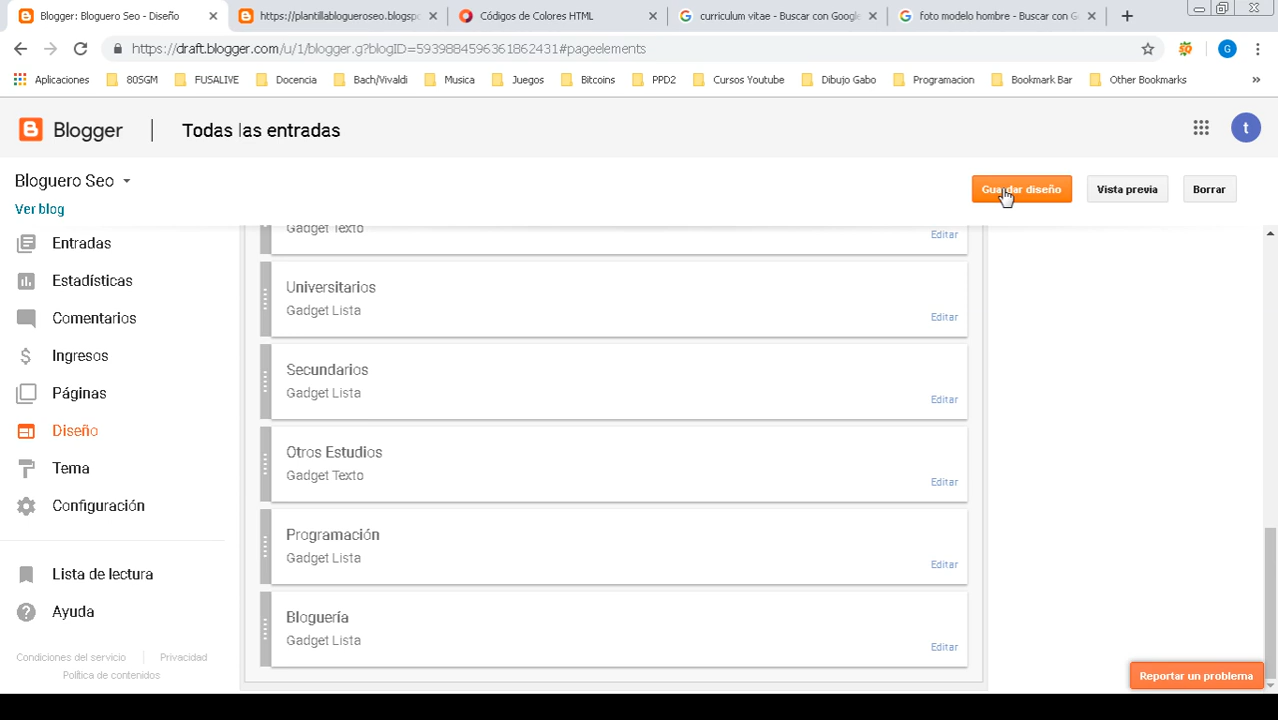 Blogger: Bloguero Seo - Diseño
https://plantillablogueroseo.blogsp
Códigos de Colores HTML
curriculum vitae - Buscar con Google
foto modelo hombre - Buscar con G
https://draft.blogger.com/u/1/blogger.g?blogID=5939884596361862431#pageelements
G
Aplicaciones
80SGM
FUSALIVE
Docencia
Bach/Vivaldi
Musica
Juegos
Bitcoins
PPD2
Cursos Youtube
Dibujo Gabo
Programacion
Bookmark Bar
Other Bookmarks
Blogger
Todas las entradas
t
Bloguero Seo
Guardar diseño
Vista previa
Borrar
Ver blog
Entradas
Estadísticas
Comentarios
Ingresos
Páginas
Diseño
Tema
Configuración
Lista de lectura
Ayuda
Condiciones del servicio
Privacidad
Política de contenidos
Gadget Texto
Editar
Universitarios
Gadget Lista
Editar
Secundarios
Gadget Lista
Editar
Otros Estudios
Gadget Texto
Editar
Programación
Gadget Lista
Editar
Bloguería
Gadget Lista
Editar
Reportar un problema